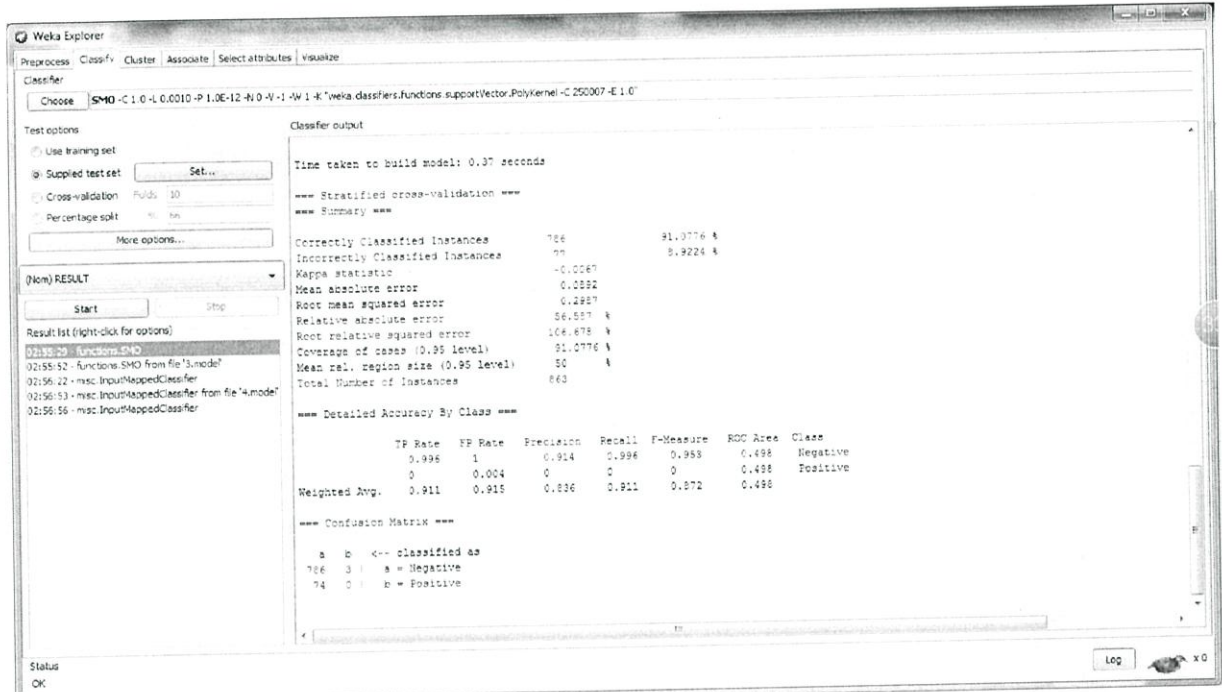 Weka Explorer
Preprocess Classify Cluster Associate Select attributes Visualize
Classifier
Choose SMO -C 1.0 -L 0.0010 -P 1.0E-12 -N 0 -V -1 -W 1 -K "weka.classifiers.functions.supportVector.PolyKernel -C 250007 -E 1.0"
Test options
Use training set
Supplied test set Set...
Cross-validation Folds 10
Percentage split % 66
More options...
(Nom) RESULT
Start Stop
Result list (right-click for options)
02:55:29 - functions.SMO
02:55:52 - functions.SMO from file '3.model'
02:56:22 - misc.InputMappedClassifier
02:56:53 - misc.InputMappedClassifier from file '4.model'
02:56:56 - misc.InputMappedClassifier
Classifier output
Time taken to build model: 0.37 seconds
=== Stratified cross-validation ===
=== Summary ===
Correctly Classified Instances 786 91.0776 %
Incorrectly Classified Instances 77 8.9224 %
Kappa statistic -0.0067
Mean absolute error 0.0892
Root mean squared error 0.2987
Relative absolute error 56.587 %
Root relative squared error 106.678 %
Coverage of cases (0.95 level) 91.0776 %
Mean rel. region size (0.95 level) 50 %
Total Number of Instances 863
=== Detailed Accuracy By Class ===
TP Rate FP Rate Precision Recall F-Measure ROC Area Class
0.996 1 0.914 0.996 0.953 0.498 Negative
0 0.004 0 0 0 0.498 Positive
Weighted Avg. 0.911 0.915 0.836 0.911 0.872 0.498
=== Confusion Matrix ===
a b <-- classified as
786 3 | a = Negative
74 0 | b = Positive
Status
OK
Log x 0